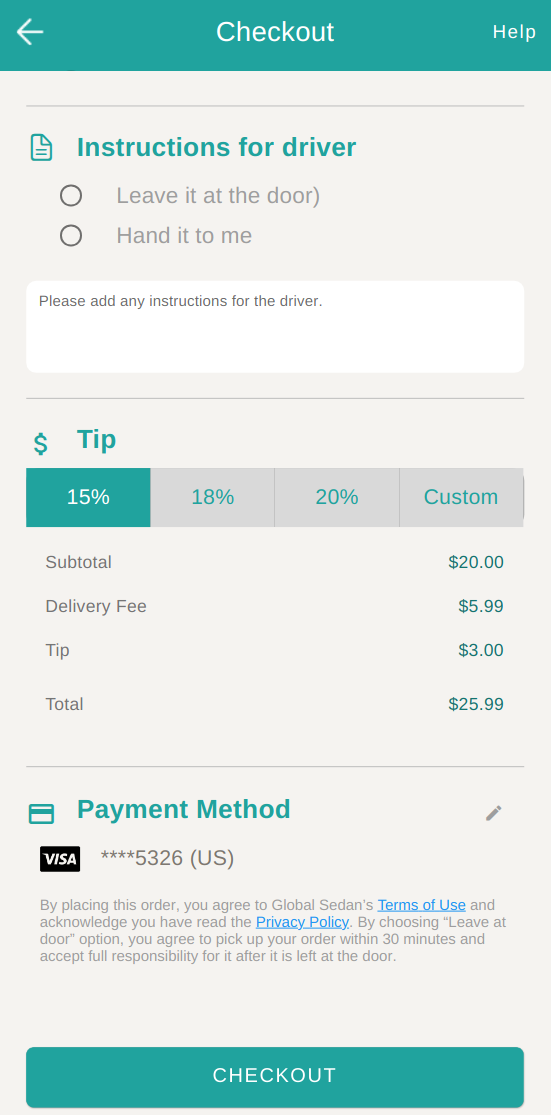 Checkout
Help
Instructions for driver
Leave it at the door)
Hand it to me
Please add any instructions for the driver.
$ Tip
15% 18% 20% Custom
Subtotal $20.00
Delivery Fee $5.99
Tip $3.00
Total $25.99
Payment Method
VISA ****5326 (US)
By placing this order, you agree to Global Sedan's Terms of Use and
acknowledge you have read the Privacy Policy. By choosing “Leave at
door” option, you agree to pick up your order within 30 minutes and
accept full responsibility for it after it is left at the door.
CHECKOUT